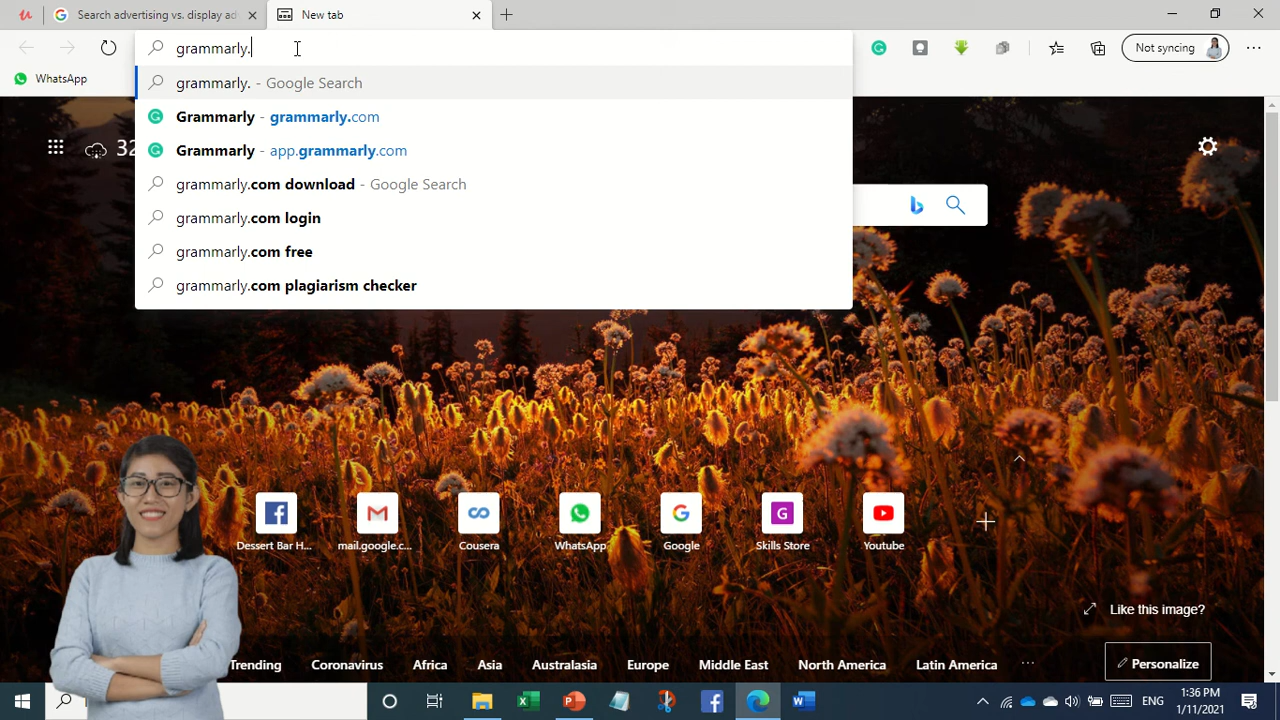 Search advertising vs. display adv
New tab
grammarly.
Not syncing
WhatsApp
grammarly. - Google Search
Grammarly - grammarly.com
Grammarly - app.grammarly.com
32
grammarly.com download - Google Search
grammarly.com login
grammarly.com free
grammarly.com plagiarism checker
Dessert Bar H...
mail.google.c...
Cousera
WhatsApp
Google
Skills Store
Youtube
Like this image?
Trending
Coronavirus
Africa
Asia
Australasia
Europe
Middle East
North America
Latin America
Personalize
ENG
1:36 PM
1/11/2021